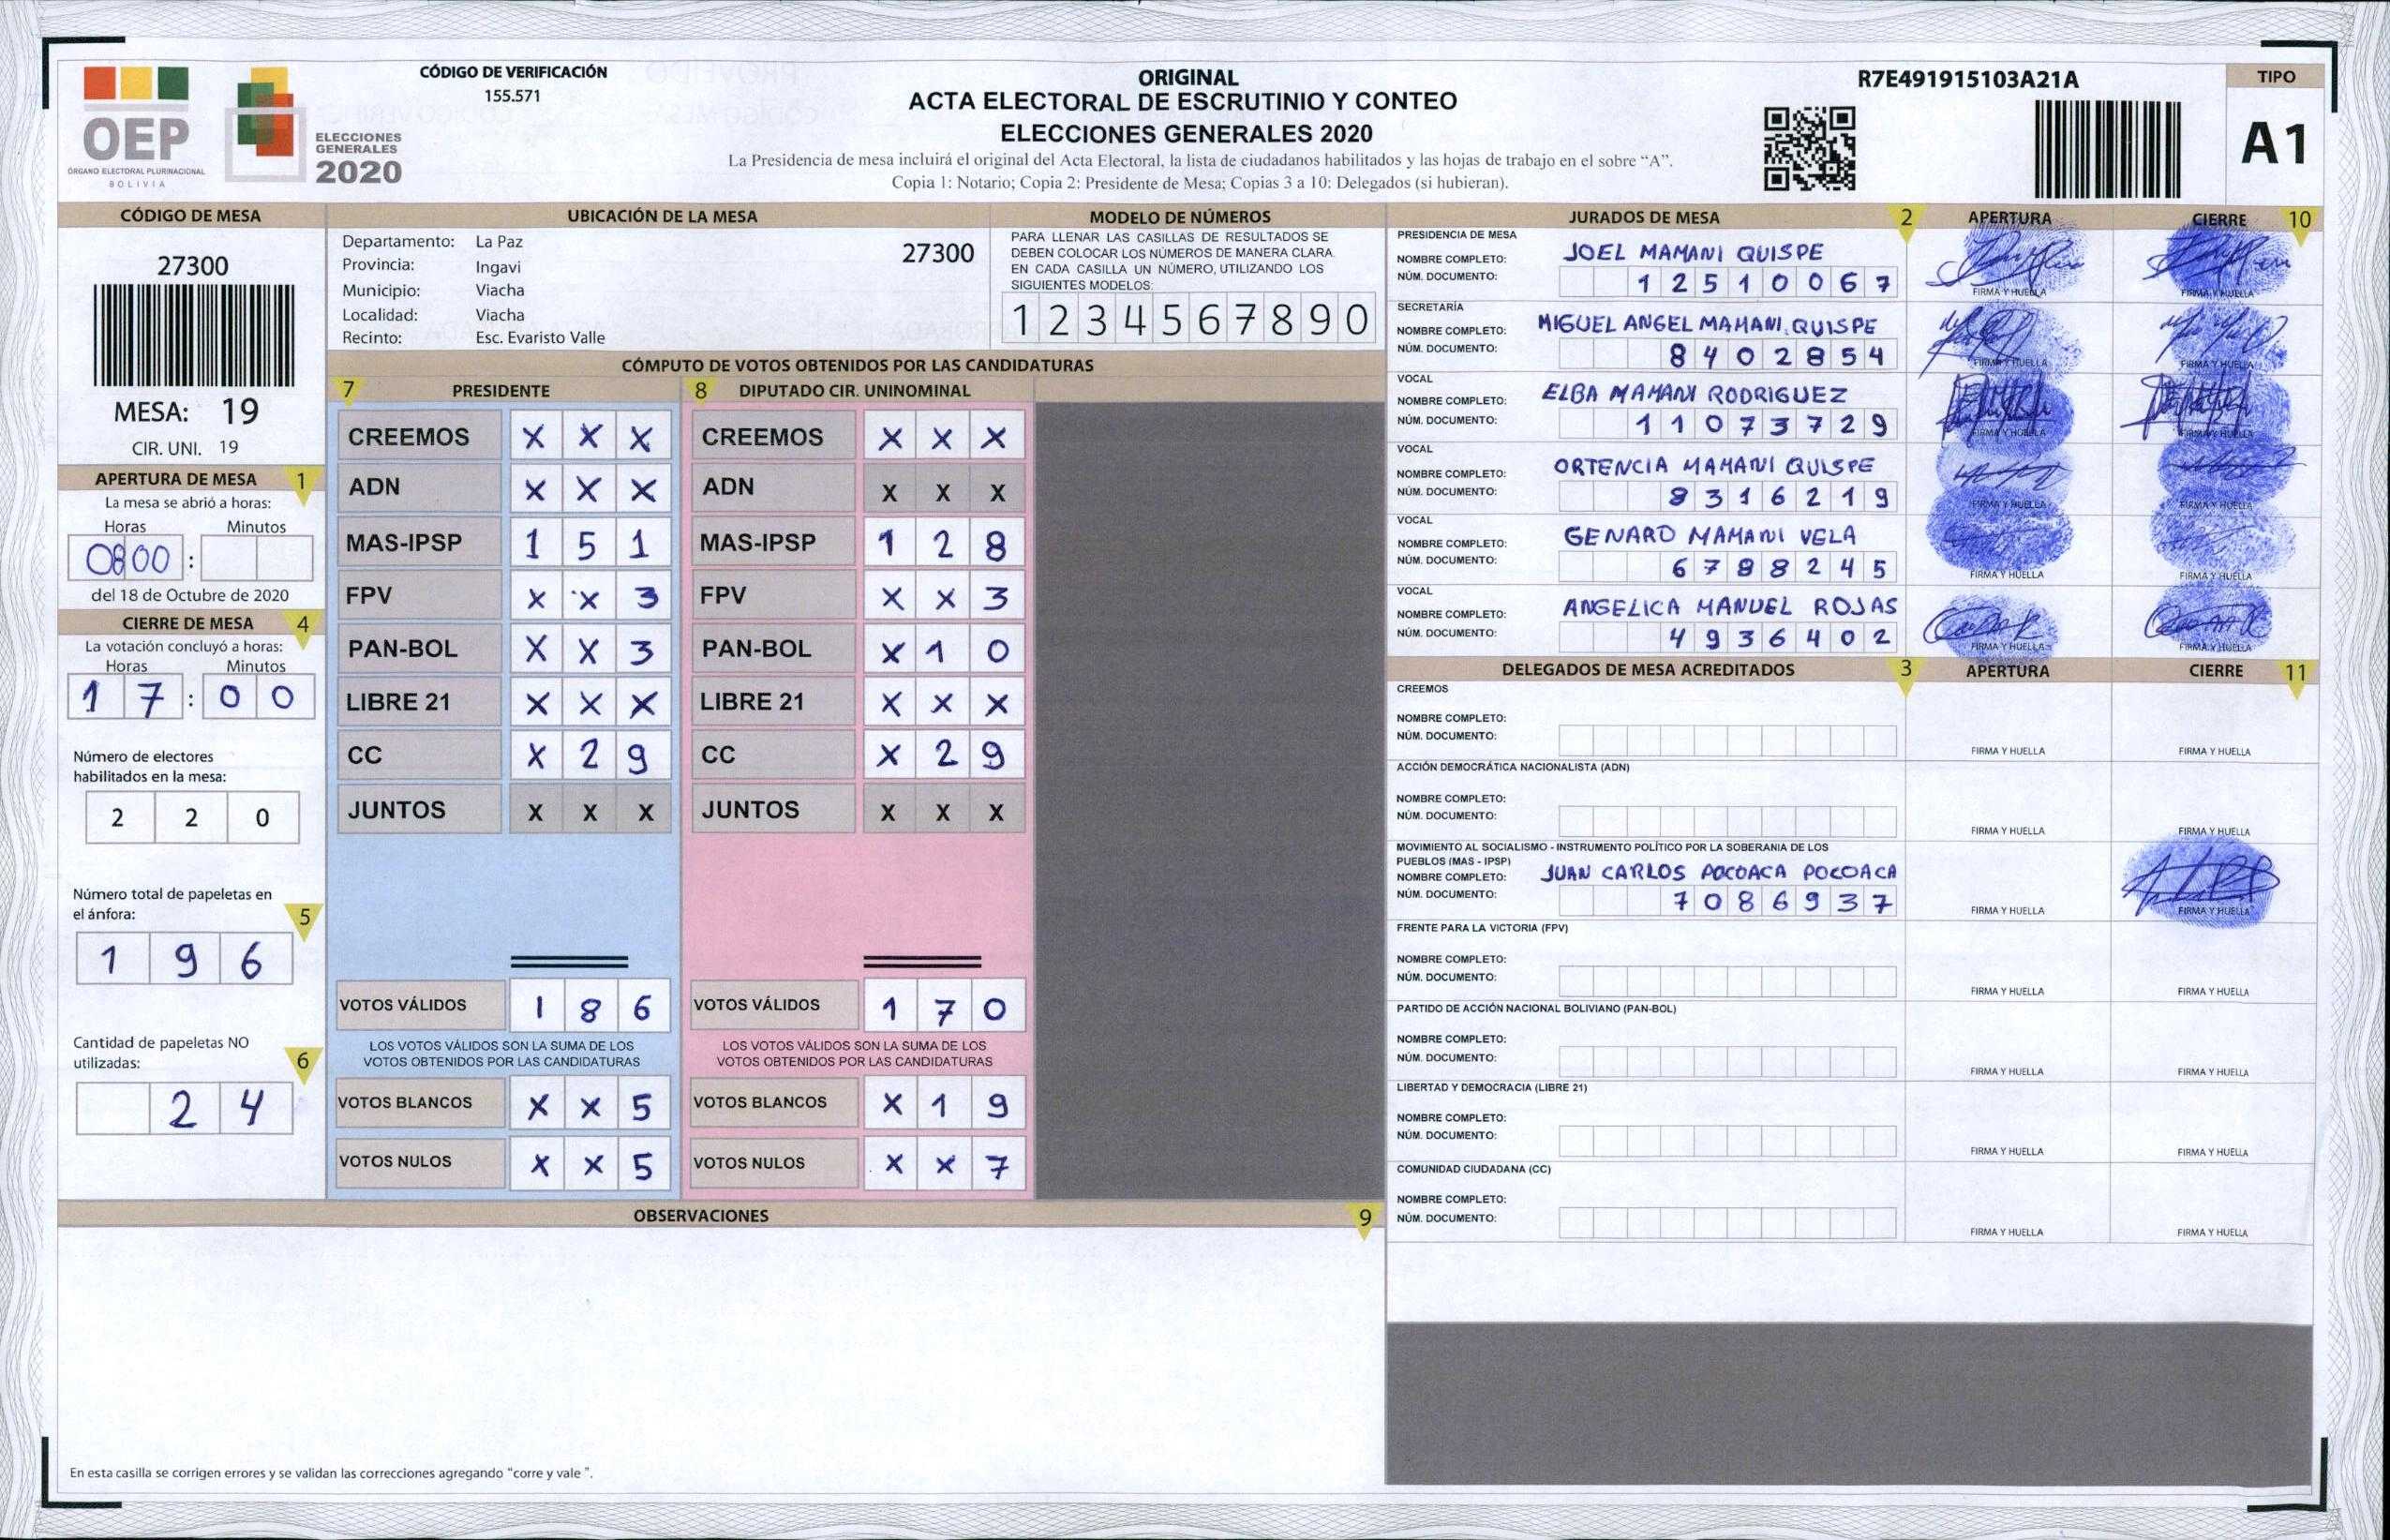 OEP
ÓRGANO ELECTORAL PLURINACIONAL
BOLIVIA
ELECCIONES
GENERALES
2020
CÓDIGO DE VERIFICACIÓN
155.571
ORIGINAL
ACTA ELECTORAL DE ESCRUTINIO Y CONTEO
ELECCIONES GENERALES 2020
La Presidencia de mesa incluirá el original del Acta Electoral, la lista de ciudadanos habilitados y las hojas de trabajo en el sobre “A”.
Copia 1: Notario; Copia 2: Presidente de Mesa; Copias 3 a 10: Delegados (si hubieran).
R7E491915103A21A
TIPO
A1
CÓDIGO DE MESA
27300
MESA: 19
CIR. UNI. 19
APERTURA DE MESA 1
La mesa se abrió a horas:
Horas Minutos
0800 :
del 18 de Octubre de 2020
CIERRE DE MESA 4
La votación concluyó a horas:
Horas Minutos
1 7 : 0 0
Número de electores
habilitados en la mesa:
2 2 0
Número total de papeletas en
el ánfora: 5
1 9 6
Cantidad de papeletas NO
utilizadas: 6
2 4
UBICACIÓN DE LA MESA
Departamento: La Paz 27300
Provincia: Ingavi
Municipio: Viacha
Localidad: Viacha
Recinto: Esc. Evaristo Valle
MODELO DE NÚMEROS
PARA LLENAR LAS CASILLAS DE RESULTADOS SE
DEBEN COLOCAR LOS NÚMEROS DE MANERA CLARA.
EN CADA CASILLA UN NÚMERO, UTILIZANDO LOS
SIGUIENTES MODELOS:
1 2 3 4 5 6 7 8 9 0
CÓMPUTO DE VOTOS OBTENIDOS POR LAS CANDIDATURAS
7 PRESIDENTE 8 DIPUTADO CIR. UNINOMINAL
CREEMOS X X X CREEMOS X X X
ADN X X X ADN X X X
MAS-IPSP 1 5 1 MAS-IPSP 1 2 8
FPV X X 3 FPV X X 3
PAN-BOL X X 3 PAN-BOL X 1 0
LIBRE 21 X X X LIBRE 21 X X X
CC X 2 9 CC X 2 9
JUNTOS X X X JUNTOS X X X
VOTOS VÁLIDOS 1 8 6 VOTOS VÁLIDOS 1 7 0
LOS VOTOS VÁLIDOS SON LA SUMA DE LOS LOS VOTOS VÁLIDOS SON LA SUMA DE LOS
VOTOS OBTENIDOS POR LAS CANDIDATURAS VOTOS OBTENIDOS POR LAS CANDIDATURAS
VOTOS BLANCOS X X 5 VOTOS BLANCOS X 1 9
VOTOS NULOS X X 5 VOTOS NULOS X X 7
OBSERVACIONES 9
En esta casilla se corrigen errores y se validan las correcciones agregando “corre y vale ”.
JURADOS DE MESA 2 APERTURA CIERRE 10
PRESIDENCIA DE MESA
NOMBRE COMPLETO: JOEL MAMANI QUISPE
NÚM. DOCUMENTO: 1 2 5 1 0 0 6 7
FIRMA Y HUELLA FIRMA Y HUELLA
SECRETARÍA
NOMBRE COMPLETO: MIGUEL ANGEL MAMANI QUISPE
NÚM. DOCUMENTO: 8 4 0 2 8 5 4
FIRMA Y HUELLA FIRMA Y HUELLA
VOCAL
NOMBRE COMPLETO: ELBA MAMANI RODRIGUEZ
NÚM. DOCUMENTO: 1 1 0 7 3 7 2 9
FIRMA Y HUELLA FIRMA Y HUELLA
VOCAL
NOMBRE COMPLETO: ORTENCIA MAMANI QUISPE
NÚM. DOCUMENTO: 8 3 1 6 2 1 9
FIRMA Y HUELLA FIRMA Y HUELLA
VOCAL
NOMBRE COMPLETO: GENARO MAMANI VELA
NÚM. DOCUMENTO: 6 7 8 8 2 4 5
FIRMA Y HUELLA FIRMA Y HUELLA
VOCAL
NOMBRE COMPLETO: ANGELICA MANUEL ROJAS
NÚM. DOCUMENTO: 4 9 3 6 4 0 2
FIRMA Y HUELLA FIRMA Y HUELLA
DELEGADOS DE MESA ACREDITADOS 3 APERTURA CIERRE 11
CREEMOS
NOMBRE COMPLETO:
NÚM. DOCUMENTO:
FIRMA Y HUELLA FIRMA Y HUELLA
ACCIÓN DEMOCRÁTICA NACIONALISTA (ADN)
NOMBRE COMPLETO:
NÚM. DOCUMENTO:
FIRMA Y HUELLA FIRMA Y HUELLA
MOVIMIENTO AL SOCIALISMO - INSTRUMENTO POLÍTICO POR LA SOBERANIA DE LOS
PUEBLOS (MAS - IPSP)
NOMBRE COMPLETO: JUAN CARLOS POCOACA POCOACA
NÚM. DOCUMENTO: 7 0 8 6 9 3 7
FIRMA Y HUELLA FIRMA Y HUELLA
FRENTE PARA LA VICTORIA (FPV)
NOMBRE COMPLETO:
NÚM. DOCUMENTO:
FIRMA Y HUELLA FIRMA Y HUELLA
PARTIDO DE ACCIÓN NACIONAL BOLIVIANO (PAN-BOL)
NOMBRE COMPLETO:
NÚM. DOCUMENTO:
FIRMA Y HUELLA FIRMA Y HUELLA
LIBERTAD Y DEMOCRACIA (LIBRE 21)
NOMBRE COMPLETO:
NÚM. DOCUMENTO:
FIRMA Y HUELLA FIRMA Y HUELLA
COMUNIDAD CIUDADANA (CC)
NOMBRE COMPLETO:
NÚM. DOCUMENTO:
FIRMA Y HUELLA FIRMA Y HUELLA